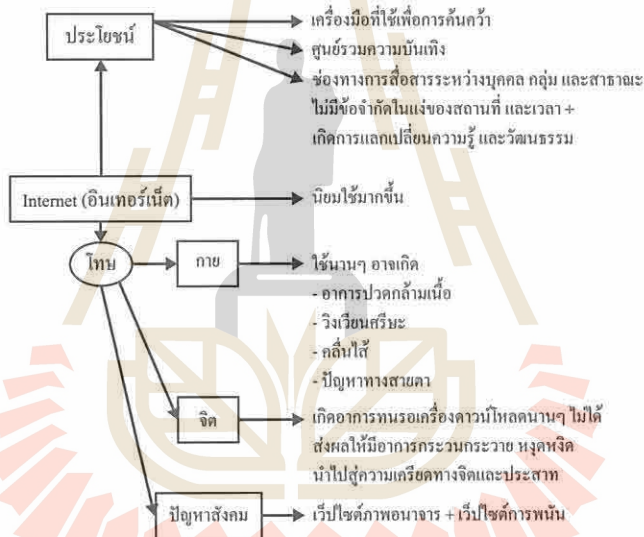 ประโยชน์
เครื่องมือที่ใช้เพื่อการค้นคว้า
ศูนย์รวมความบันเทิง
ช่องทางการสื่อสารระหว่างบุคคล กลุ่ม และสาธาณะ
ไม่มีข้อจำกัดในแง่ของสถานที่ และเวลา +
เกิดการแลกเปลี่ยนความรู้ และวัฒนธรรม
Internet (อินเทอร์เน็ต)
นิยมใช้มากขึ้น
โทษ
กาย
ใช้นานๆ อาจเกิด
- อาการปวดกล้ามเนื้อ
- วิงเวียนศรีษะ
- คลื่นไส้
- ปัญหาทางสายตา
จิต
เกิดอาการทนรอเครื่องดาวน์โหลดนานๆ ไม่ได้
ส่งผลให้มีอาการกระวนกระวาย หงุดหงิด
นำไปสู่ความเครียดทางจิตและประสาท
ปัญหาสังคม
เว็ปไซต์ภาพอนาจาร + เว็ปไซต์การพนัน